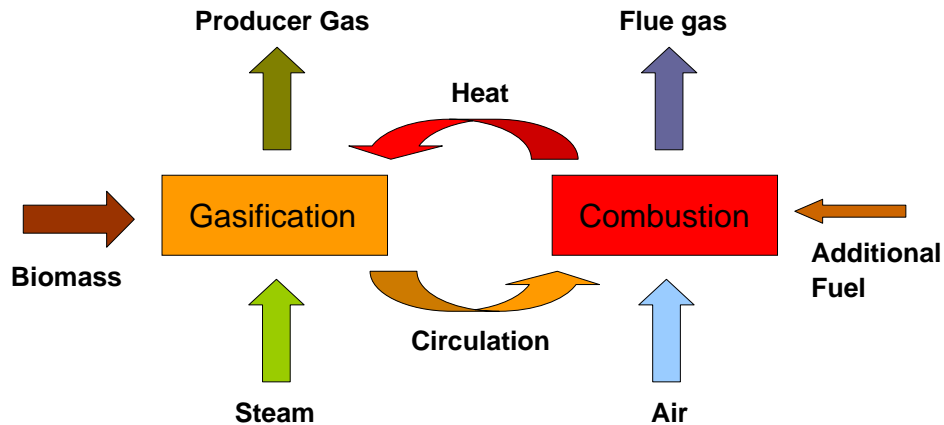 Producer Gas
Flue gas
Heat
Gasification
Combustion
Biomass
Additional
Fuel
Circulation
Steam
Air